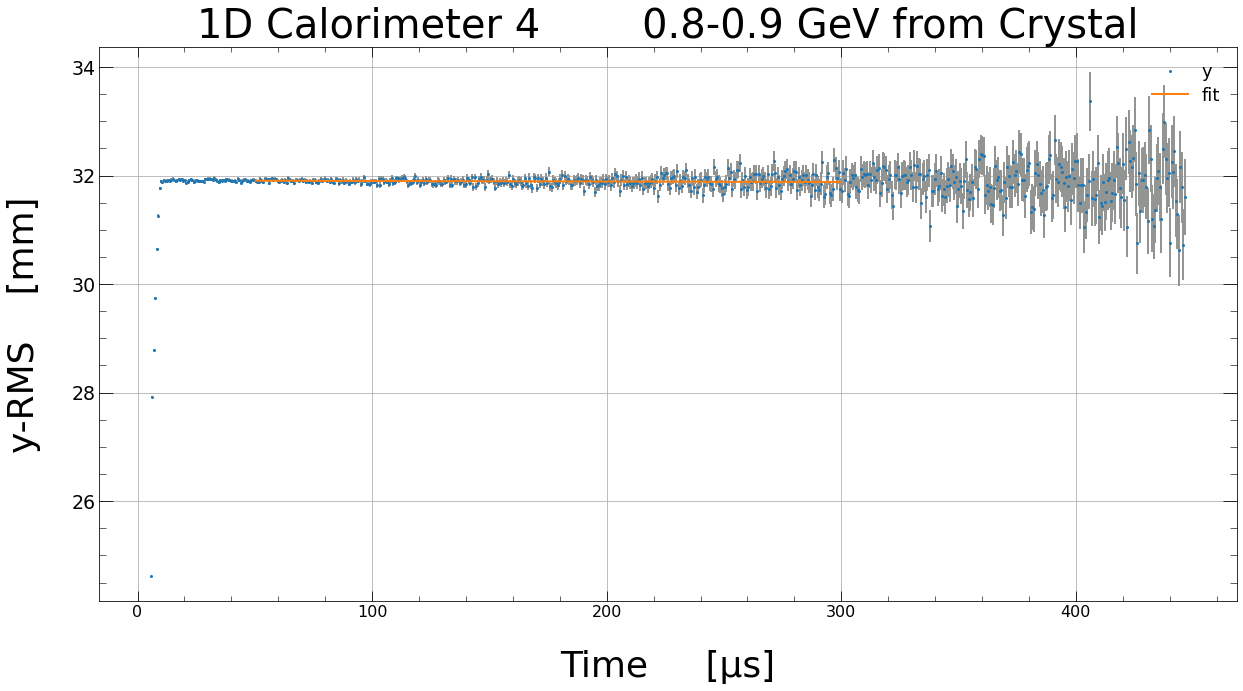 1D Calorimeter 4 0.8-0.9 GeV from Crystal
y
fit
34
32
30
28
26
y-RMS [mm]
0 100 200 300 400
Time [µs]